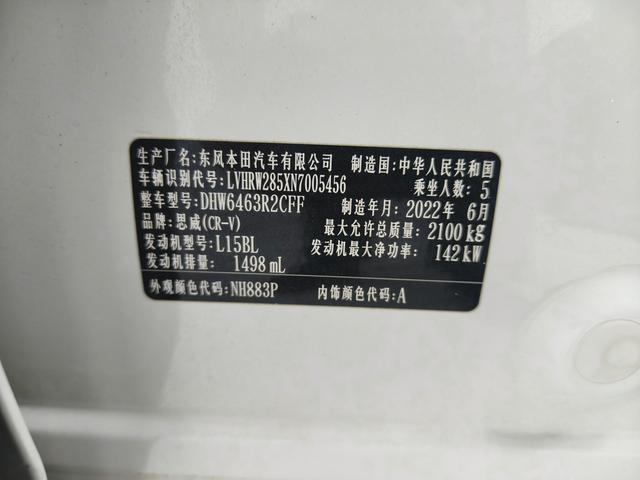 生产厂名:东风本田汽车有限公司 制造国:中华人民共和国
车辆识别代号:LVHRW285XN7005456 乘坐人数:5
整车型号:DHW6463R2CFF 制造年月:2022年6月
品牌:思威(CR-V) 最大允许总质量:2100kg
发动机型号:L15BL 发动机最大净功率:142kW
发动机排量:1498mL
外观颜色代码:NH883P 内饰颜色代码:A